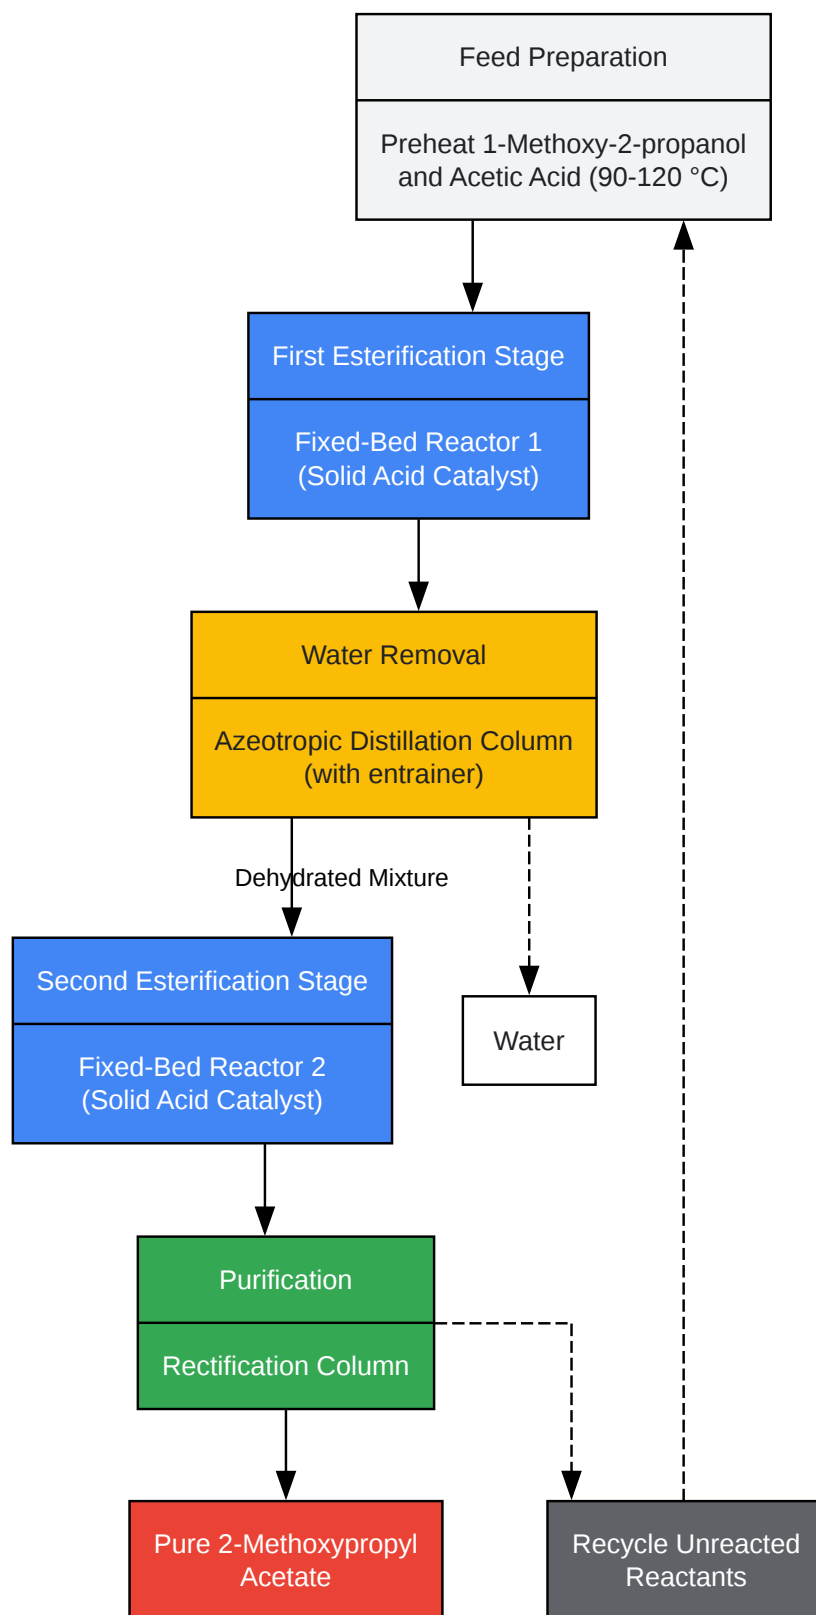 Feed Preparation
Preheat 1-Methoxy-2-propanol
and Acetic Acid (90-120 °C)
First Esterification Stage
Fixed-Bed Reactor 1
(Solid Acid Catalyst)
Water Removal
Azeotropic Distillation Column
(with entrainer)
Dehydrated Mixture
Second Esterification Stage
Fixed-Bed Reactor 2
(Solid Acid Catalyst)
Water
Purification
Rectification Column
Pure 2-Methoxypropyl
Acetate
Recycle Unreacted
Reactants